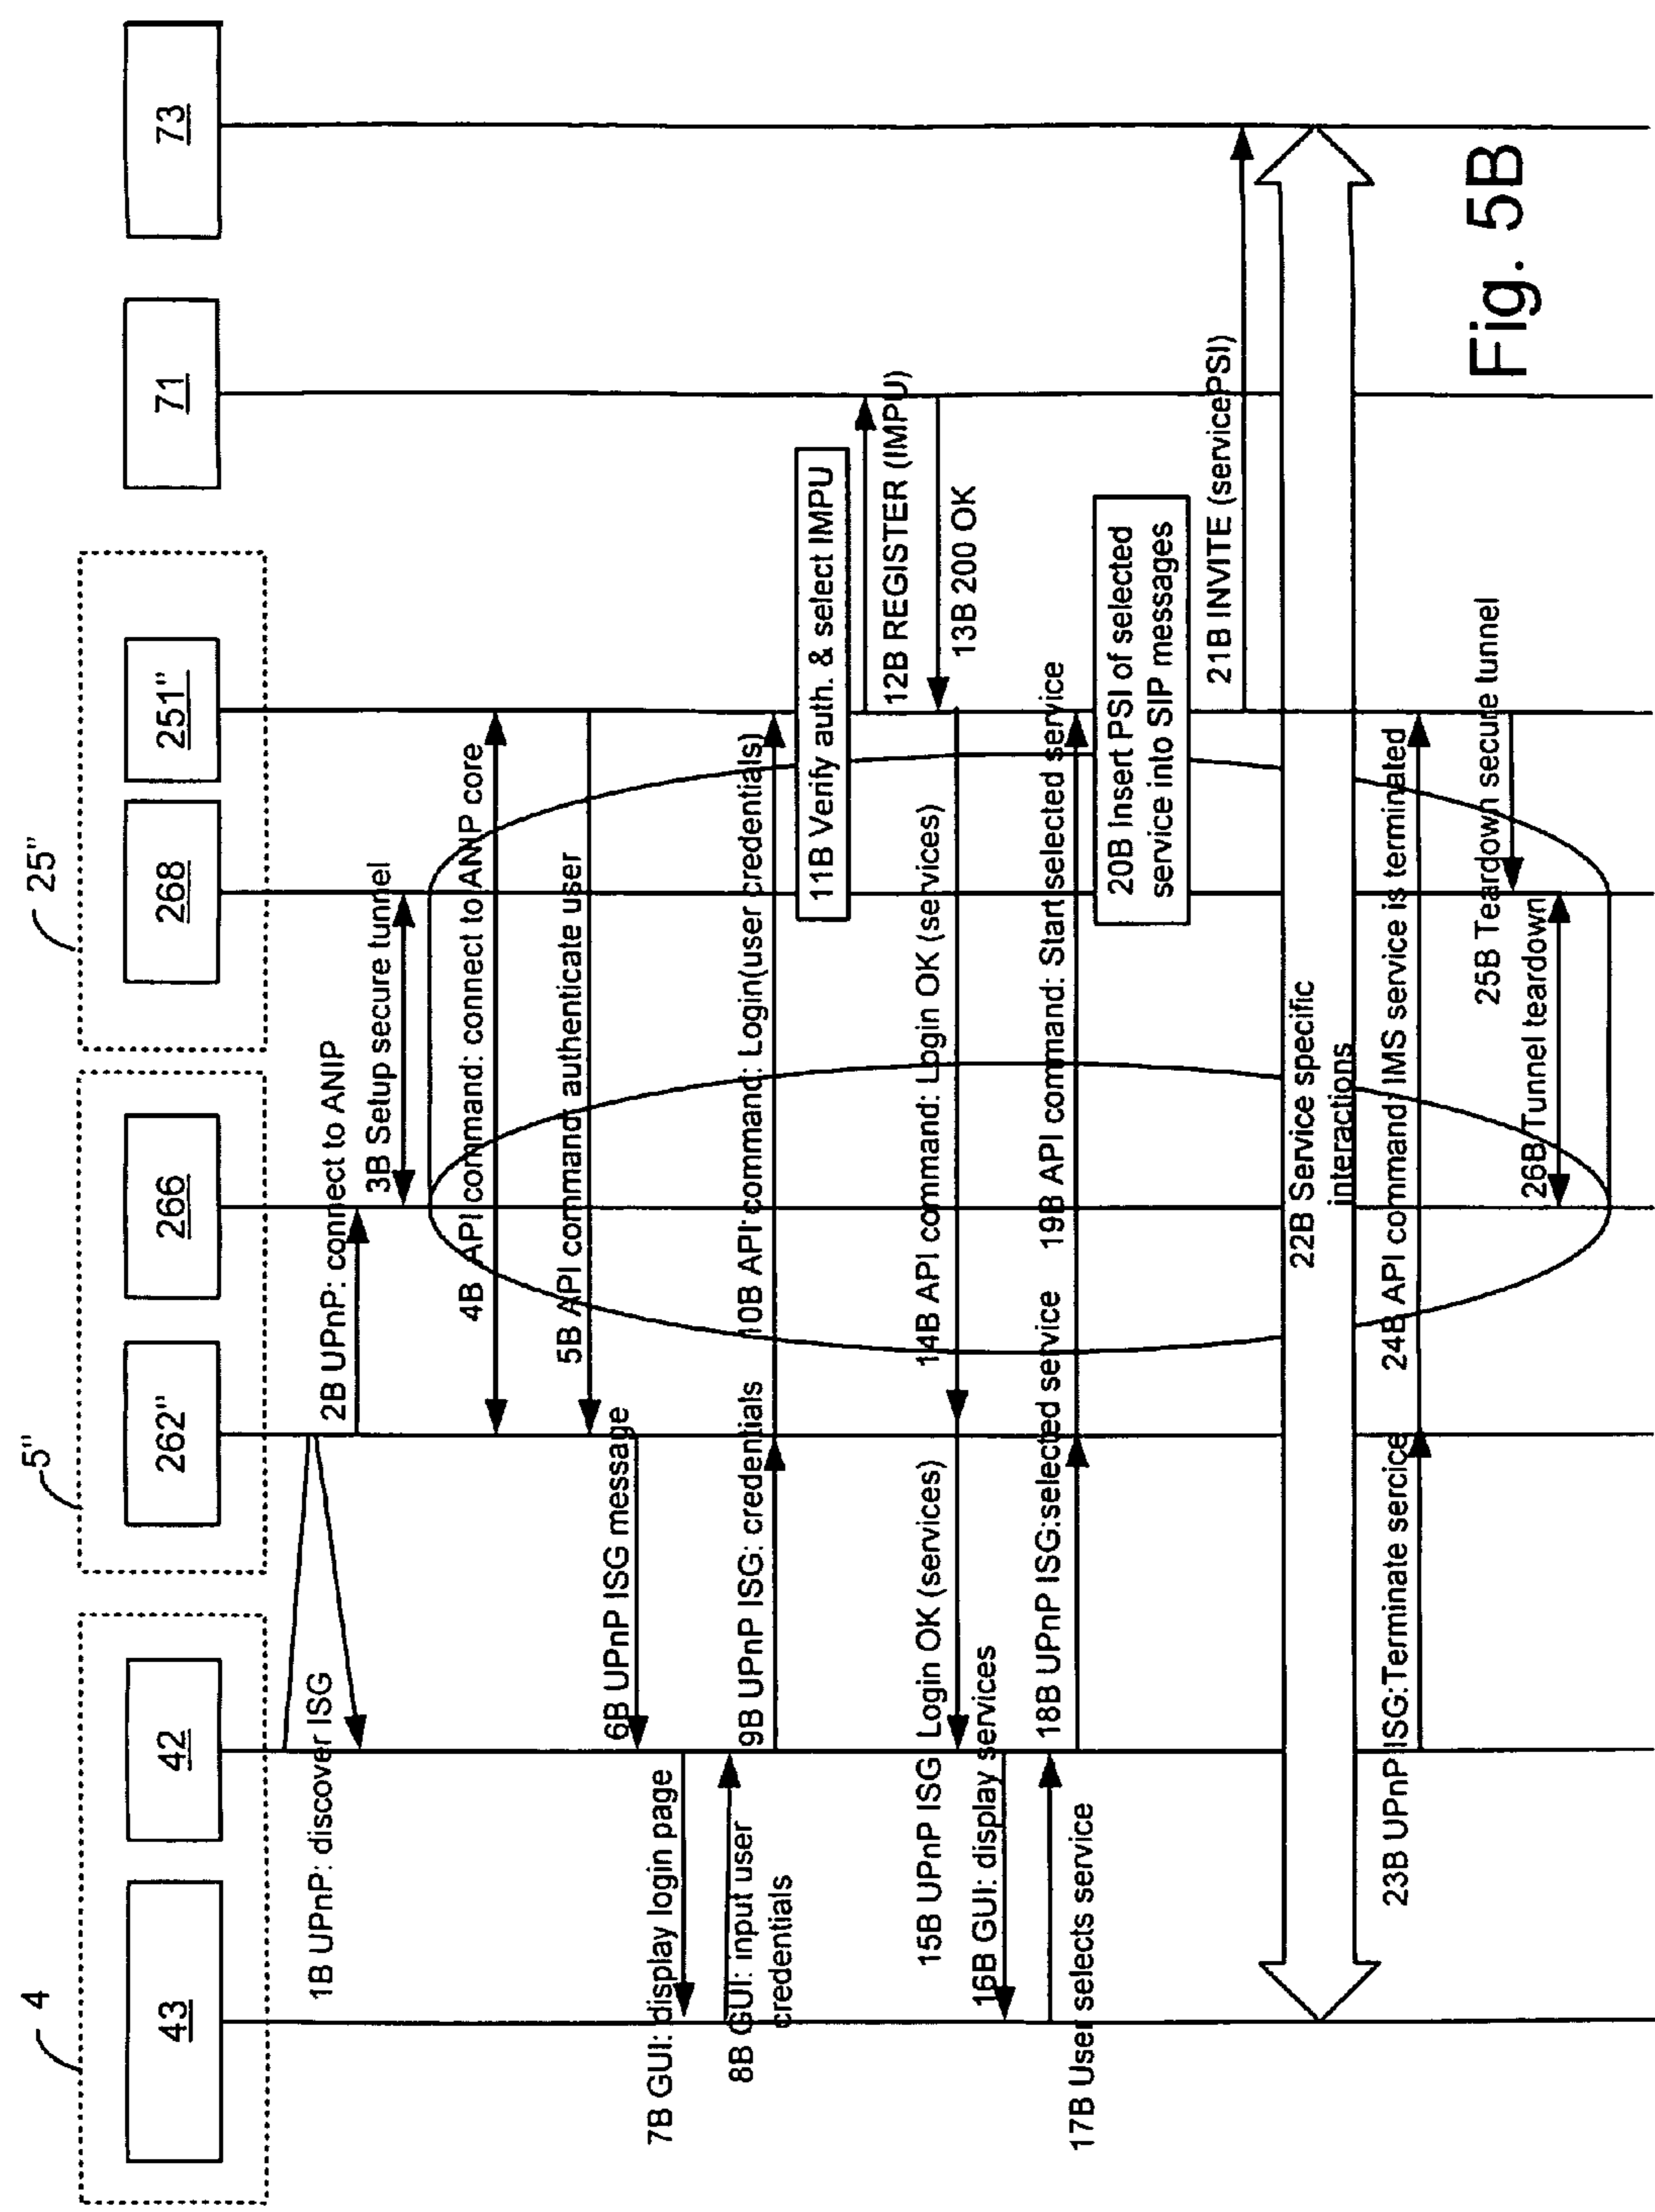 4
5"
25"
43
42
262"
266
268
251"
71
73
1B UPnP: discover ISG
2B UPnP: connect to ANIP
3B Setup secure tunnel
4B API command: connect to ANIP core
5B API command: authenticate user
6B UPnP ISG message
7B GUI: display login page
8B GUI: input user
credentials
9B UPnP ISG: credentials
10B API command: Login(user credentials)
11B Verify auth. & select IMPU
12B REGISTER (IMPU)
13B 200 OK
14B API command: Login OK (services)
15B UPnP ISG Login OK (services)
16B GUI: display services
17B User selects service
18B UPnP ISG:selected service
19B API command: Start selected service
20B Insert PSI of selected
service into SIP messages
21B INVITE (servicePSI)
22B Service specific
interactions
23B UPnP ISG:Terminate sercice
24B API command: IMS service is terminated
25B Teardown secure tunnel
26B Tunnel teardown
Fig. 5B